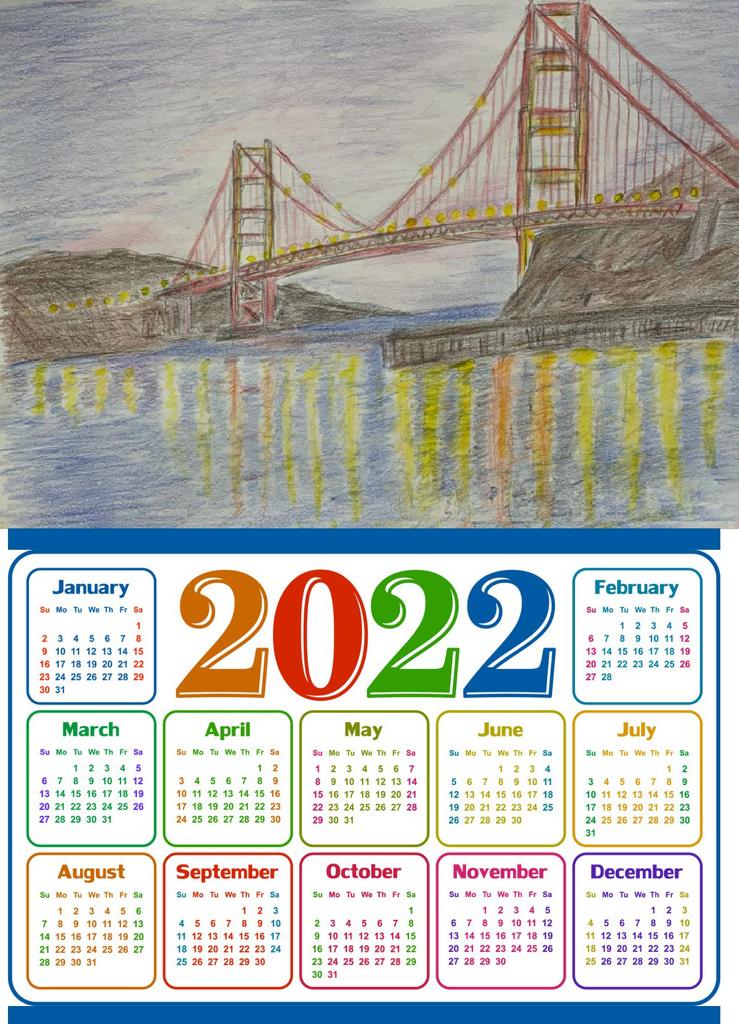 January
Su Mo Tu We Th Fr Sa
1
2 3 4 5 6 7 8
9 10 11 12 13 14 15
16 17 18 19 20 21 22
23 24 25 26 27 28 29
30 31
2022
February
Su Mo Tu We Th Fr Sa
1 2 3 4 5
6 7 8 9 10 11 12
13 14 15 16 17 18 19
20 21 22 23 24 25 26
27 28
March
Su Mo Tu We Th Fr Sa
1 2 3 4 5
6 7 8 9 10 11 12
13 14 15 16 17 18 19
20 21 22 23 24 25 26
27 28 29 30 31
April
Su Mo Tu We Th Fr Sa
1 2
3 4 5 6 7 8 9
10 11 12 13 14 15 16
17 18 19 20 21 22 23
24 25 26 27 28 29 30
May
Su Mo Tu We Th Fr Sa
1 2 3 4 5 6 7
8 9 10 11 12 13 14
15 16 17 18 19 20 21
22 23 24 25 26 27 28
29 30 31
June
Su Mo Tu We Th Fr Sa
1 2 3 4
5 6 7 8 9 10 11
12 13 14 15 16 17 18
19 20 21 22 23 24 25
26 27 28 29 30
July
Su Mo Tu We Th Fr Sa
1 2
3 4 5 6 7 8 9
10 11 12 13 14 15 16
17 18 19 20 21 22 23
24 25 26 27 28 29 30
31
August
Su Mo Tu We Th Fr Sa
1 2 3 4 5 6
7 8 9 10 11 12 13
14 15 16 17 18 19 20
21 22 23 24 25 26 27
28 29 30 31
September
Su Mo Tu We Th Fr Sa
1 2 3
4 5 6 7 8 9 10
11 12 13 14 15 16 17
18 19 20 21 22 23 24
25 26 27 28 29 30
October
Su Mo Tu We Th Fr Sa
1
2 3 4 5 6 7 8
9 10 11 12 13 14 15
16 17 18 19 20 21 22
23 24 25 26 27 28 29
30 31
November
Su Mo Tu We Th Fr Sa
1 2 3 4 5
6 7 8 9 10 11 12
13 14 15 16 17 18 19
20 21 22 23 24 25 26
27 28 29 30
December
Su Mo Tu We Th Fr Sa
1 2 3
4 5 6 7 8 9 10
11 12 13 14 15 16 17
18 19 20 21 22 23 24
25 26 27 28 29 30 31